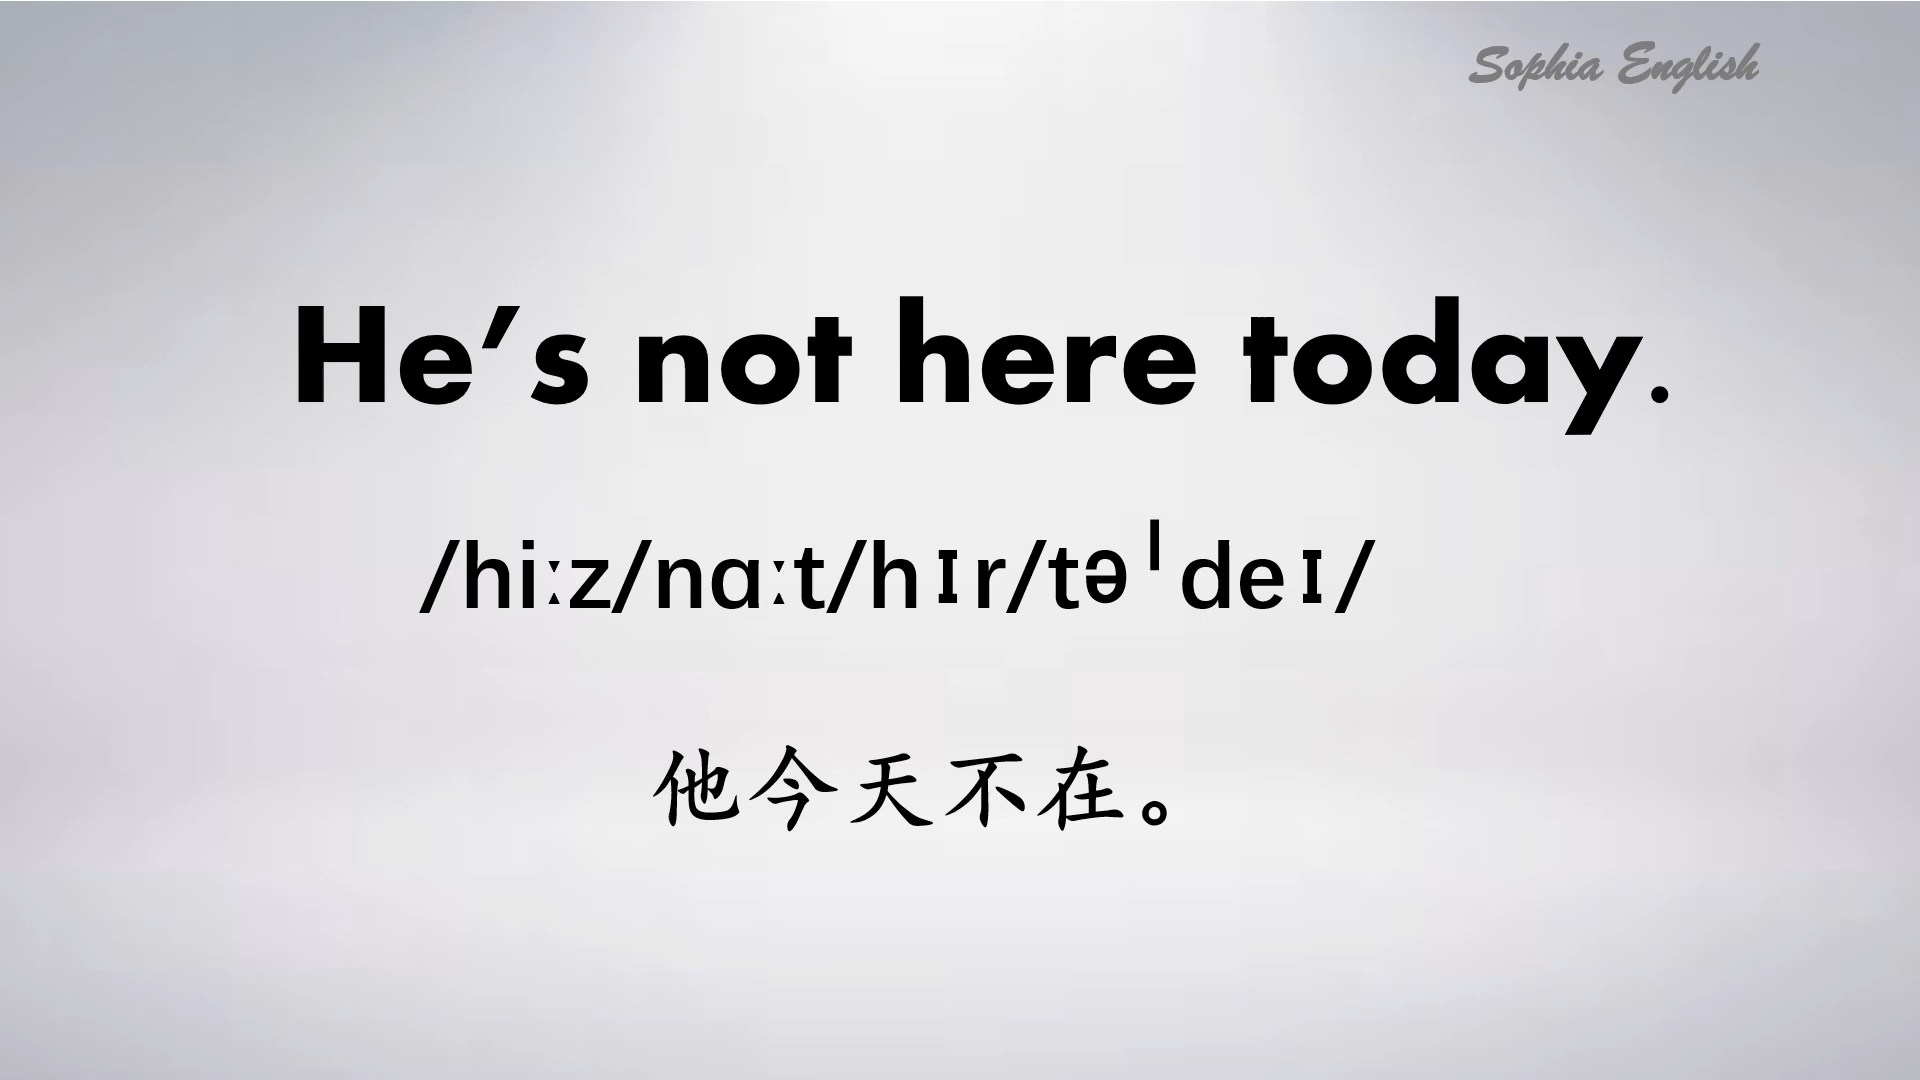 Sophia English
He’s not here today.
/hiːz/nɑːt/hɪr/təˈdeɪ/
他今天不在。